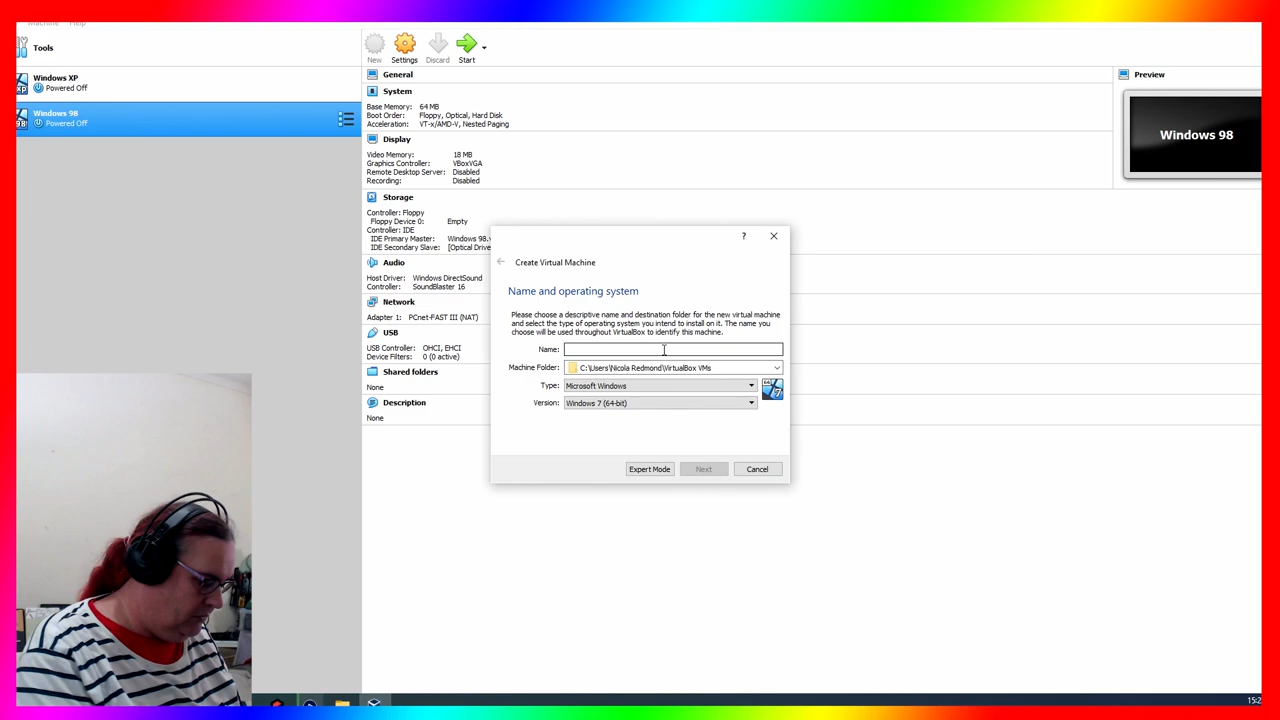 Machine Help
Tools
New Settings Discard Start
Windows XP
Powered Off
Windows 98
Powered Off
General
System
Base Memory: 64 MB
Boot Order: Floppy, Optical, Hard Disk
Acceleration: VT-x/AMD-V, Nested Paging
Display
Video Memory: 18 MB
Graphics Controller: VBoxVGA
Remote Desktop Server: Disabled
Recording: Disabled
Storage
Controller: Floppy
Floppy Device 0: Empty
Controller: IDE
IDE Primary Master: Windows 98.v
IDE Secondary Slave: [Optical Drive
Audio
Host Driver: Windows DirectSound
Controller: SoundBlaster 16
Network
Adapter 1: PCnet-FAST III (NAT)
USB
USB Controller: OHCI, EHCI
Device Filters: 0 (0 active)
Shared folders
None
Description
None
Preview
Windows 98
?
Create Virtual Machine
Name and operating system
Please choose a descriptive name and destination folder for the new virtual machine
and select the type of operating system you intend to install on it. The name you
choose will be used throughout VirtualBox to identify this machine.
Name:
Machine Folder: C:\Users\Nicola Redmond\VirtualBox VMs
Type: Microsoft Windows
Version: Windows 7 (64-bit)
Expert Mode Next Cancel